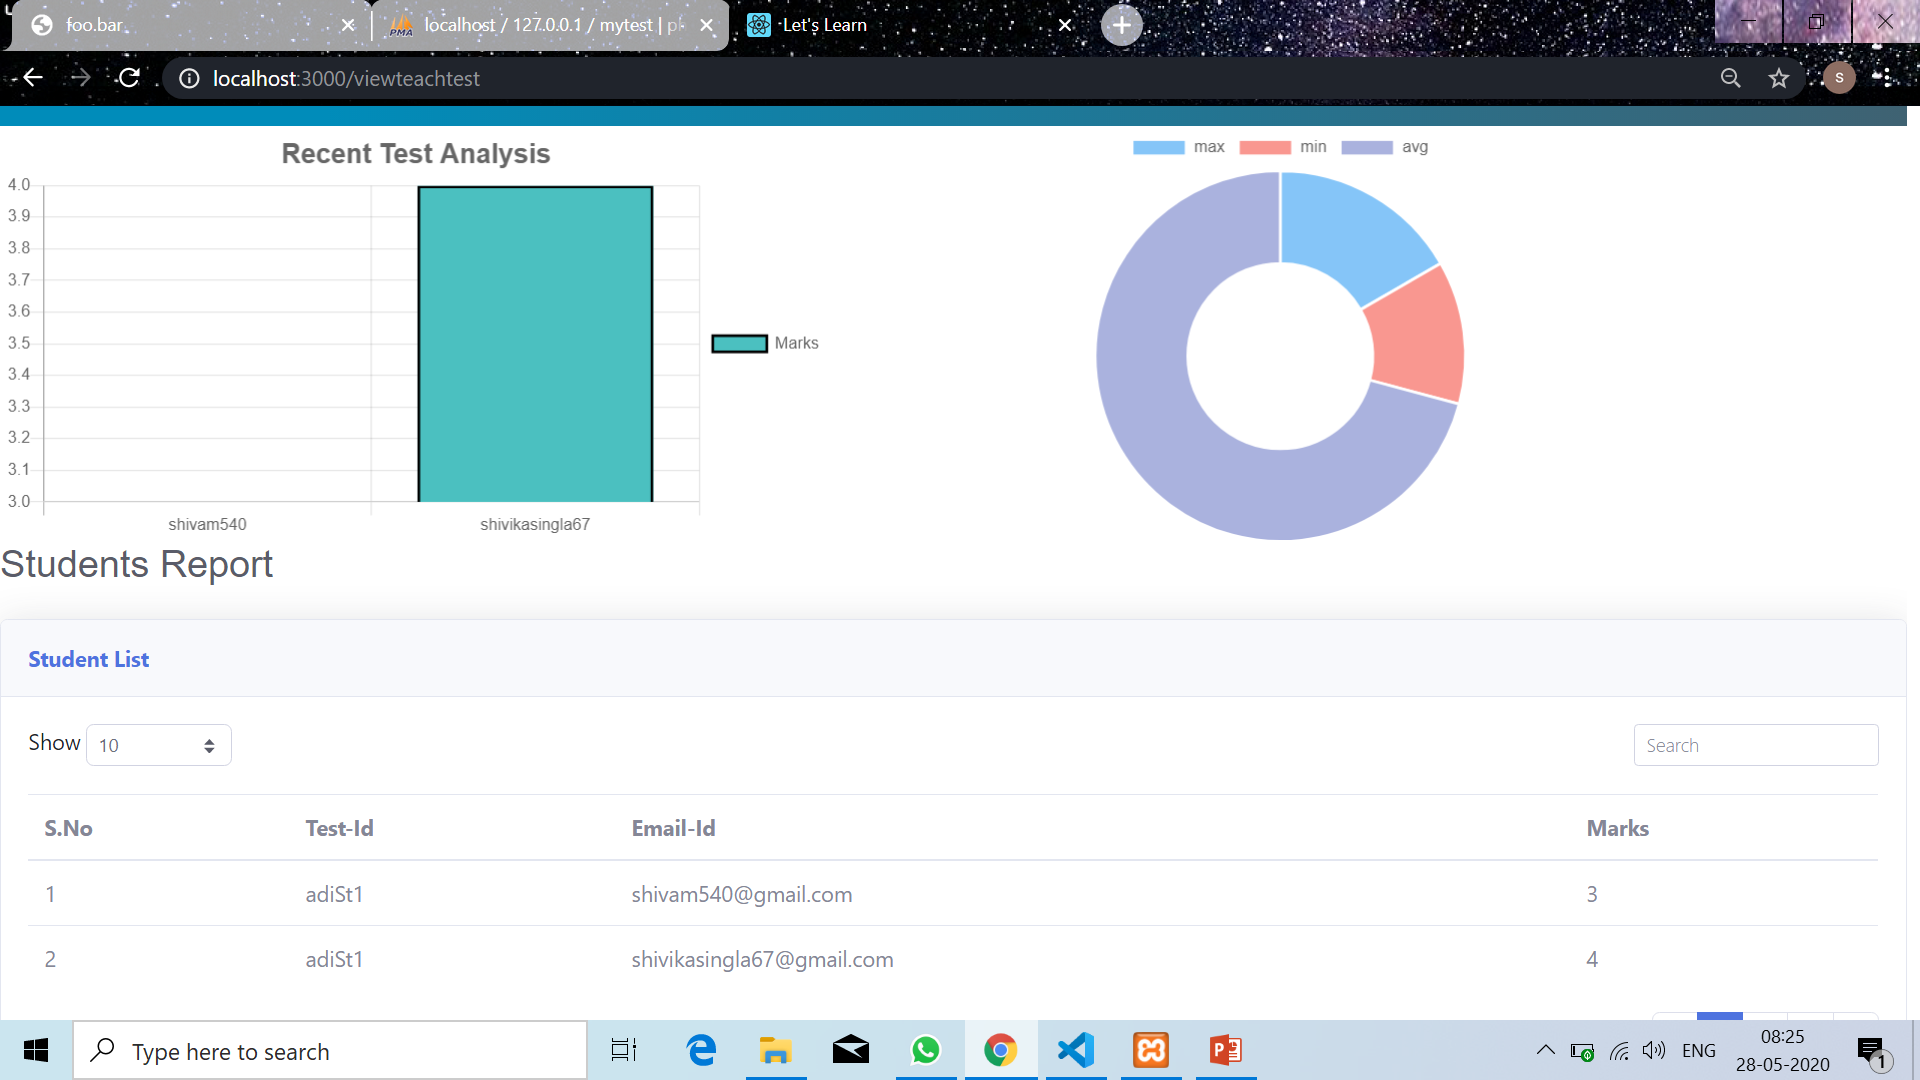 foo.bar
localhost / 127.0.0.1 / mytest | p
Let's Learn
localhost:3000/viewteachtest
S
Recent Test Analysis
4.0
3.9
3.8
3.7
3.6
3.5
3.4
3.3
3.2
3.1
3.0
shivam540 shivikasingla67
Marks
max min avg
Students Report
Student List
Show 10
Search
S.No Test-Id Email-Id Marks
1 adiSt1 shivam540@gmail.com 3
2 adiSt1 shivikasingla67@gmail.com 4
Type here to search
ENG
08:25
28-05-2020
1